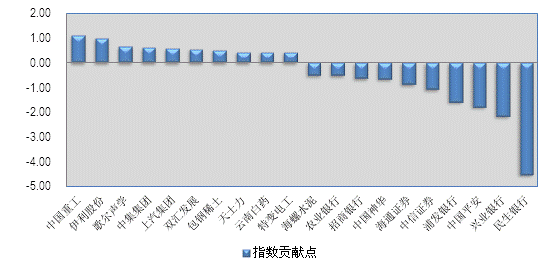 2.00
1.00
0.00
-1.00
-2.00
-3.00
-4.00
-5.00
中国重工
伊利股份
歌尔声学
中集集团
上汽集团
双汇发展
包钢稀土
天士力
云南白药
特变电工
海螺水泥
农业银行
招商银行
中国神华
海通证券
中信证券
浦发银行
中国平安
兴业银行
民生银行
指数贡献点